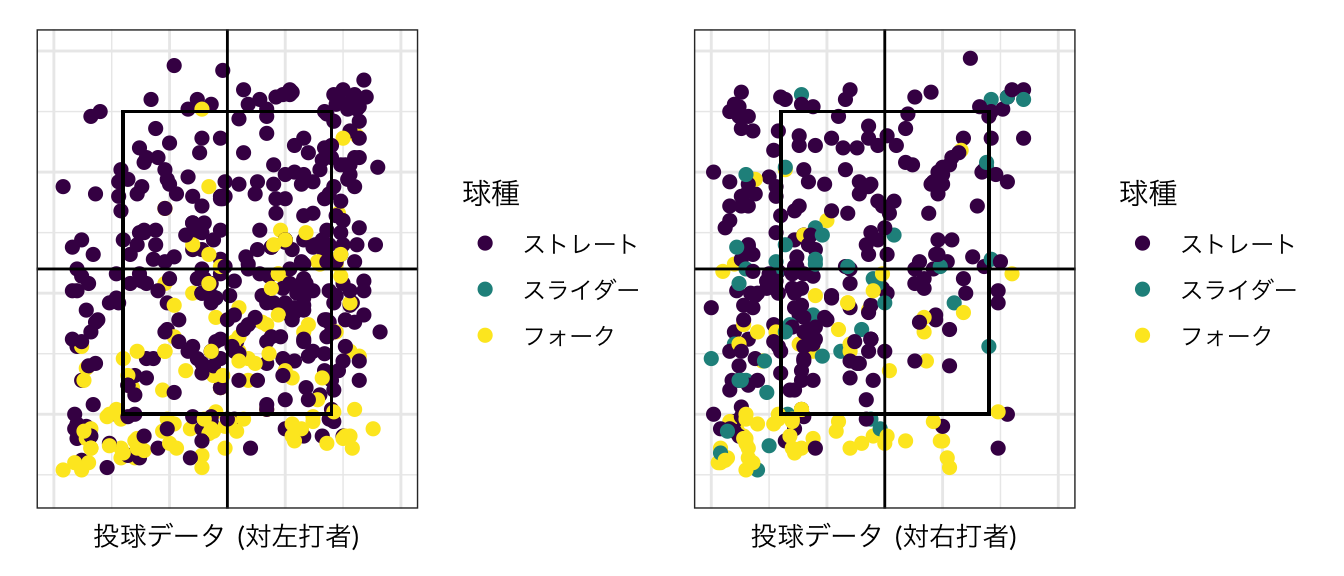 球種
ストレート
スライダー
フォーク
投球データ (対左打者)
球種
ストレート
スライダー
フォーク
投球データ (対右打者)